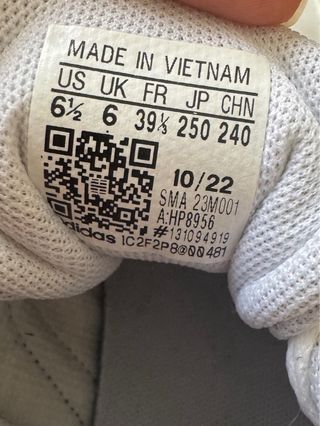 MADE IN VIETNAM
US UK FR JP CHN
6½ 6 39⅓ 250 240
10/22
SMA 23M001
A:HP8956
#131094919
adidas 1C2F2P8@00481